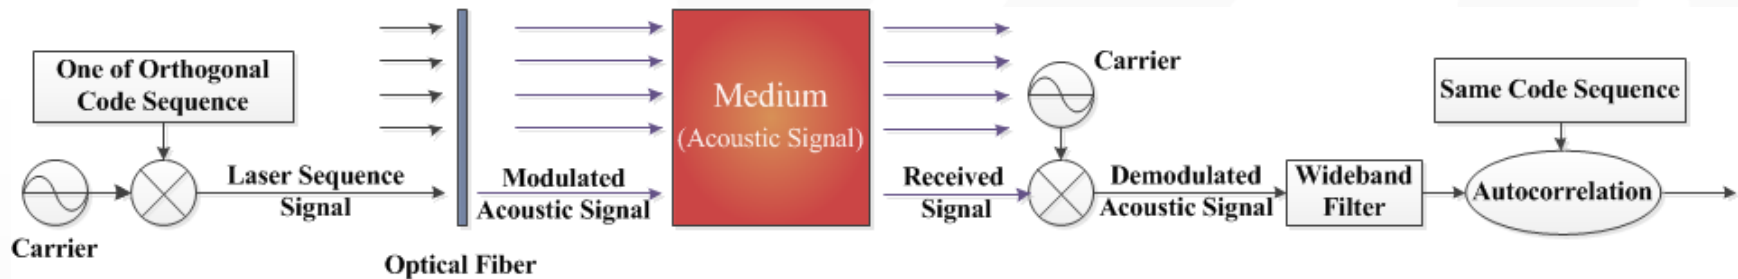 One of Orthogonal
Code Sequence
Carrier
Laser Sequence
Signal
Optical Fiber
Modulated
Acoustic Signal
Medium
(Acoustic Signal)
Received
Signal
Carrier
Demodulated
Acoustic Signal
Wideband
Filter
Same Code Sequence
Autocorrelation